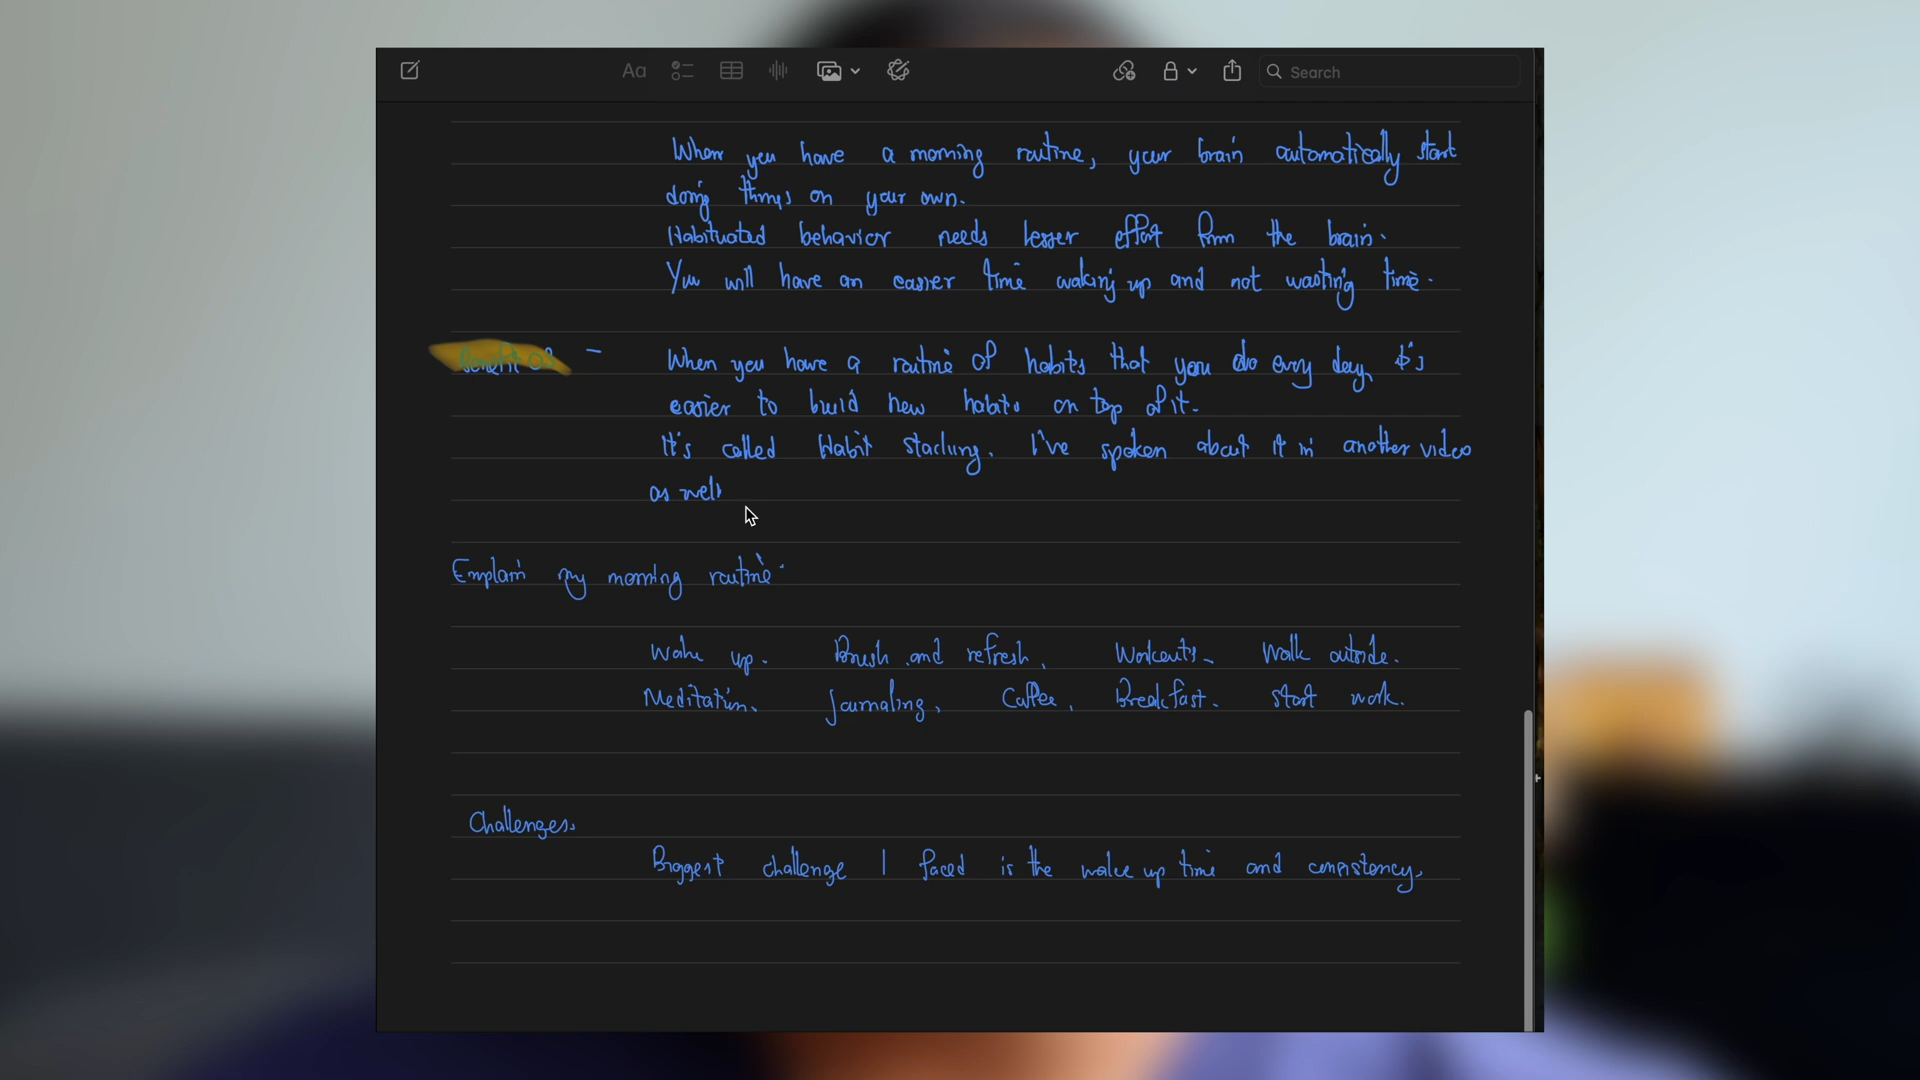 Aa
Search
When you have a morning routine, your brain automatically start
doing things on your own.
Habituated behavior needs lesser effort from the brain.
You will have an easier time waking up and not wasting time.
Benefit 02 - When you have a routine of habits that you do every day, it's
easier to build new habits on top of it.
It's called Habit stacking. I've spoken about it in another video
as well
Explain my morning routine.
Wake up. Brush and refresh, Workouts. Walk outside.
Meditation. Journaling, Coffee, Breakfast. Start work.
Challenges.
Biggest challenge I faced is the wake up time and consistency.